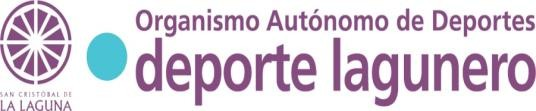 Organismo Autónomo de Deportes
deporte lagunero
SAN CRISTÓBAL DE
LA LAGUNA